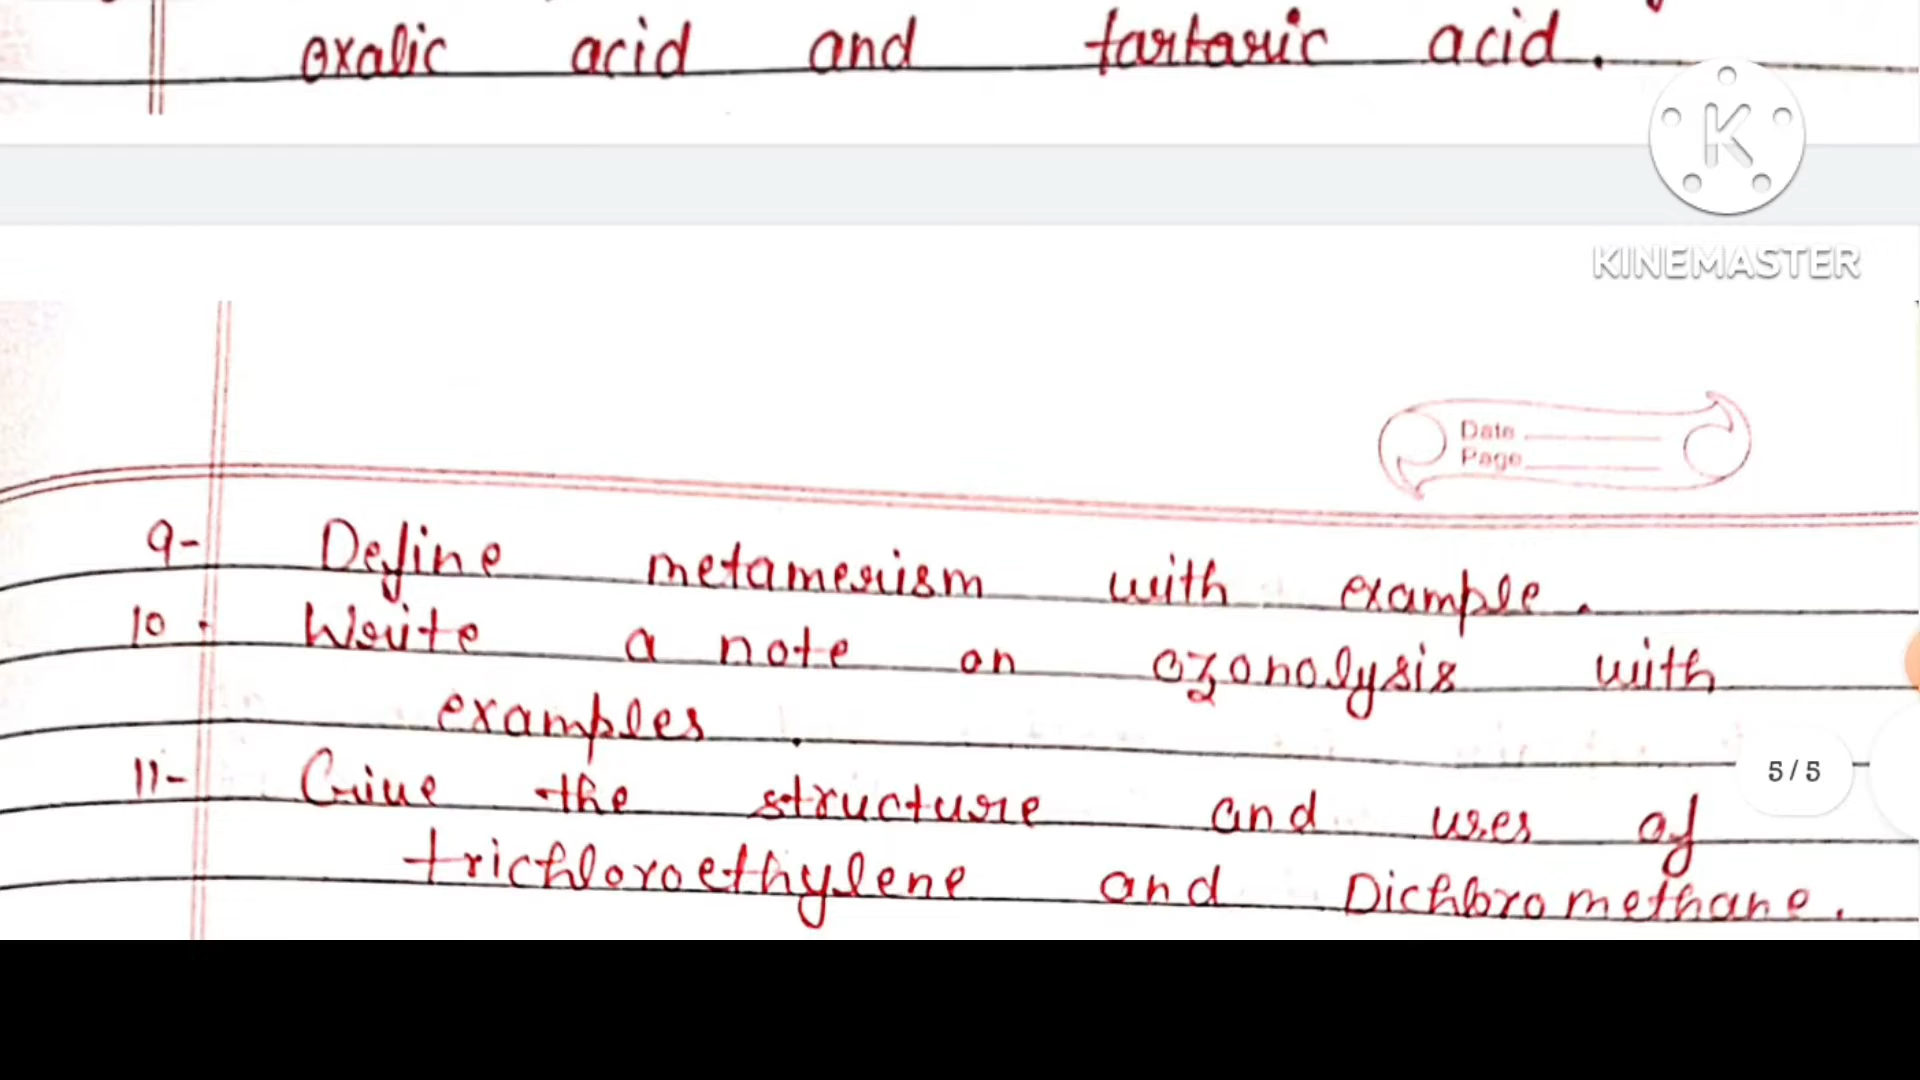 oxalic acid and tartaric acid.
K
KINEMASTER
Date
Page
9- Define metamerism with example.
10. Write a note on ozonolysis with
examples.
5/5
11- Give the structure and uses of
trichloroethylene and Dichloromethane.